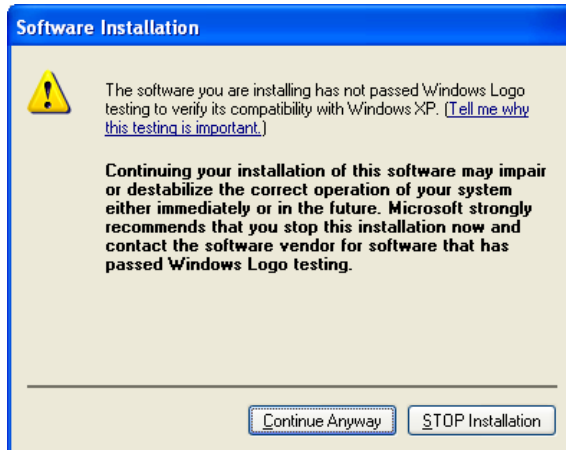 Software Installation
The software you are installing has not passed Windows Logo
testing to verify its compatibility with Windows XP. (Tell me why
this testing is important.)
Continuing your installation of this software may impair
or destabilize the correct operation of your system
either immediately or in the future. Microsoft strongly
recommends that you stop this installation now and
contact the software vendor for software that has
passed Windows Logo testing.
Continue Anyway
STOP Installation